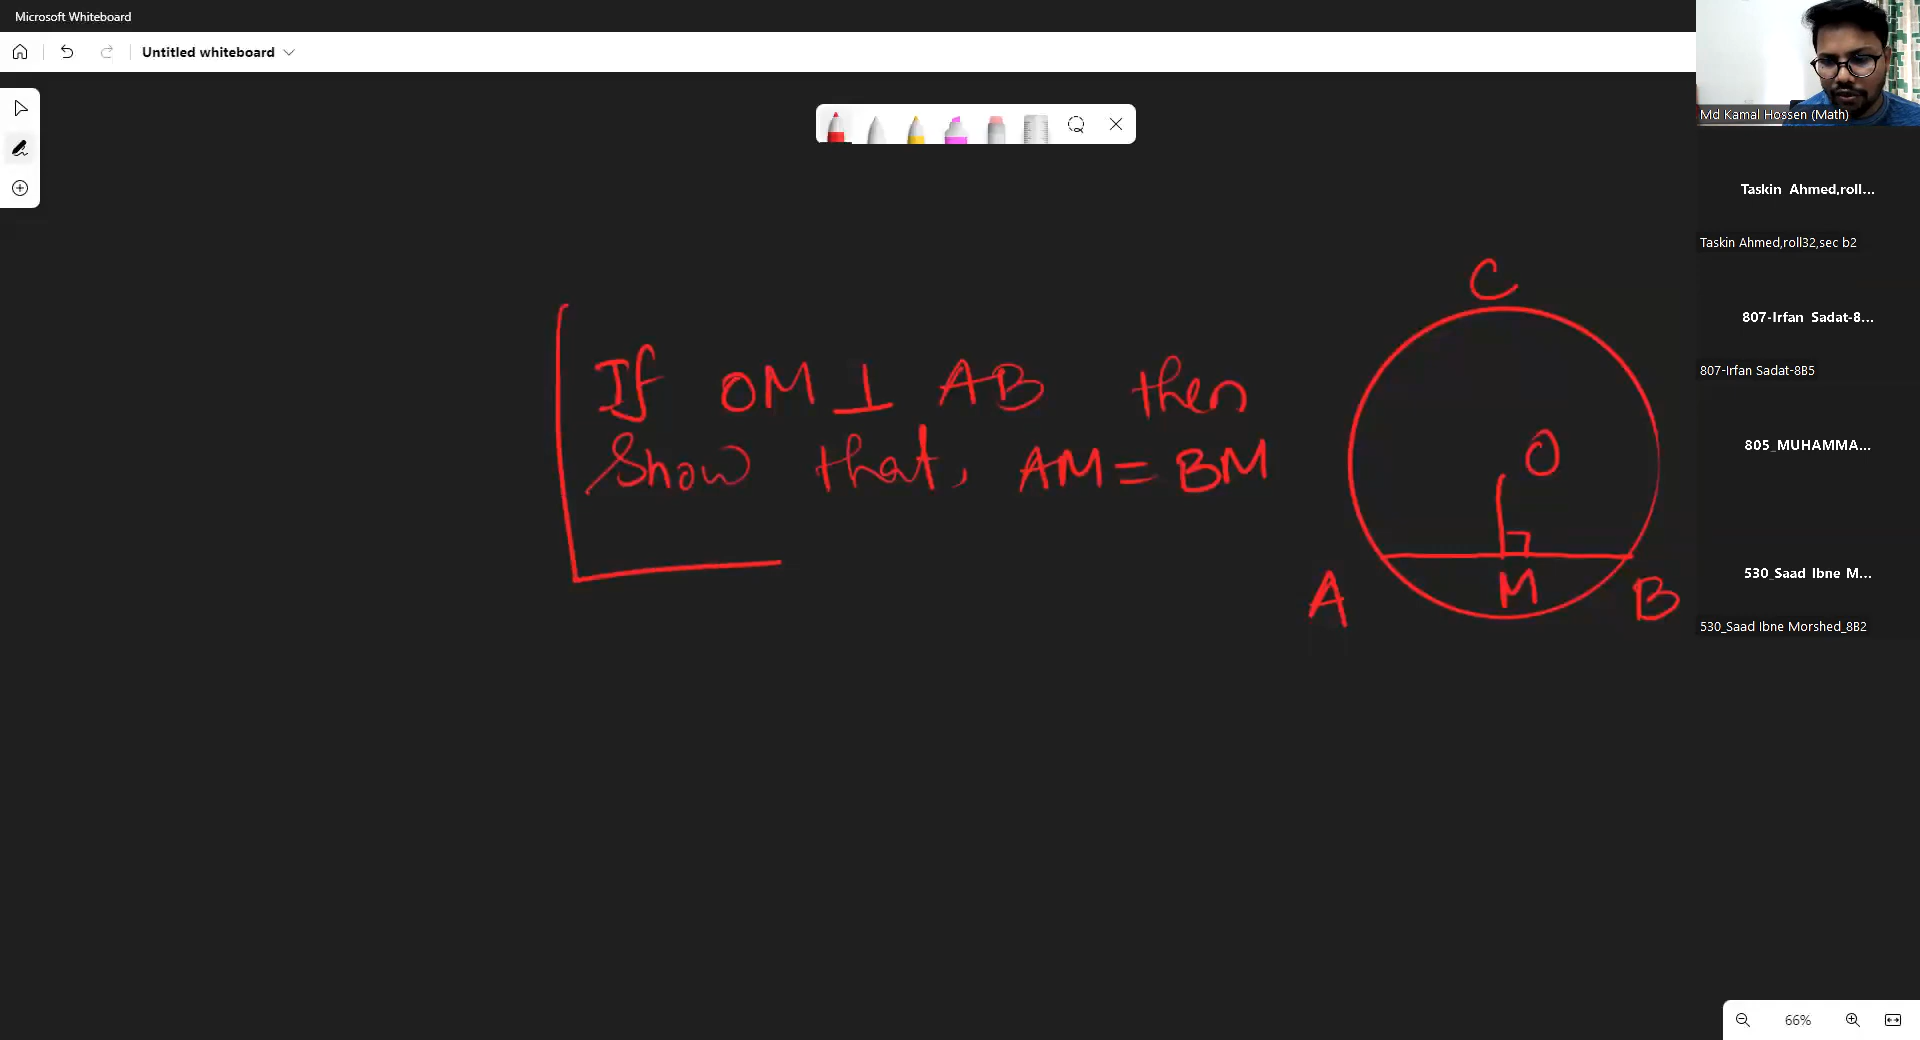 Microsoft Whiteboard
Untitled whiteboard
Md Kamal Hossen (Math)
Taskin Ahmed,roll...
Taskin Ahmed,roll32,sec b2
807-Irfan Sadat-8...
807-Irfan Sadat-8B5
805_MUHAMMA...
530_Saad Ibne M...
530_Saad Ibne Morshed_8B2
If OM ⊥ AB then
Show that, AM = BM
C
O
M
A
B
66%